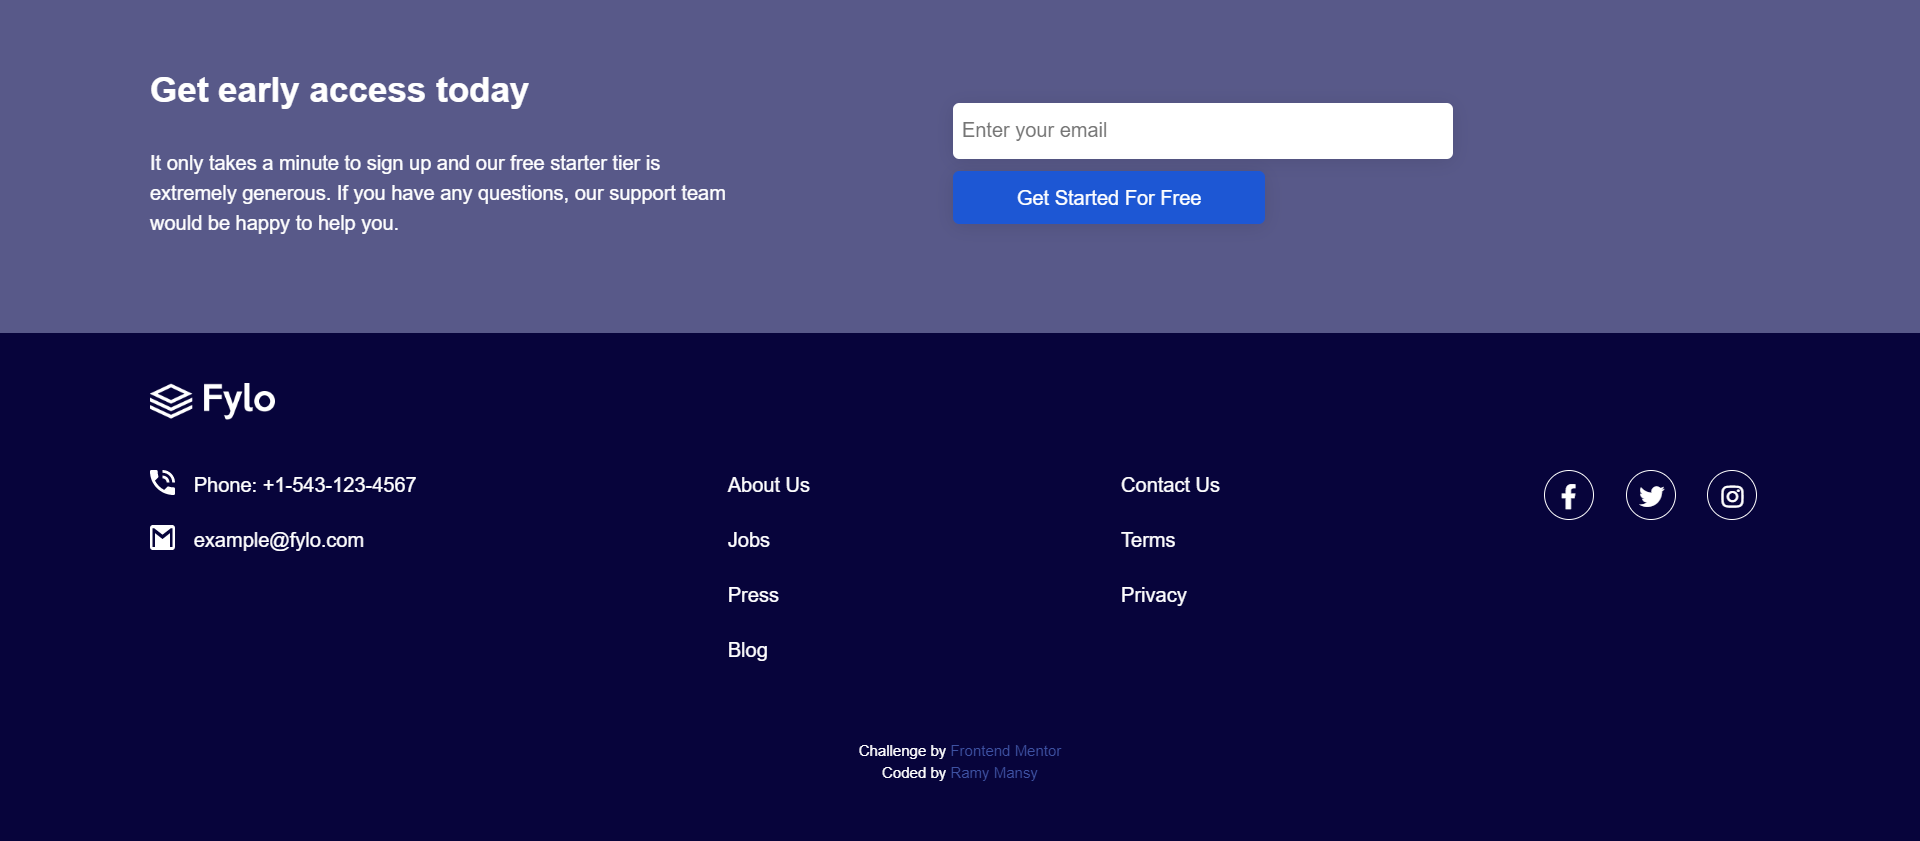 Get early access today
It only takes a minute to sign up and our free starter tier is
extremely generous. If you have any questions, our support team
would be happy to help you.
Enter your email
Get Started For Free
Fylo
Phone: +1-543-123-4567
example@fylo.com
About Us
Jobs
Press
Blog
Contact Us
Terms
Privacy
Challenge by Frontend Mentor
Coded by Ramy Mansy